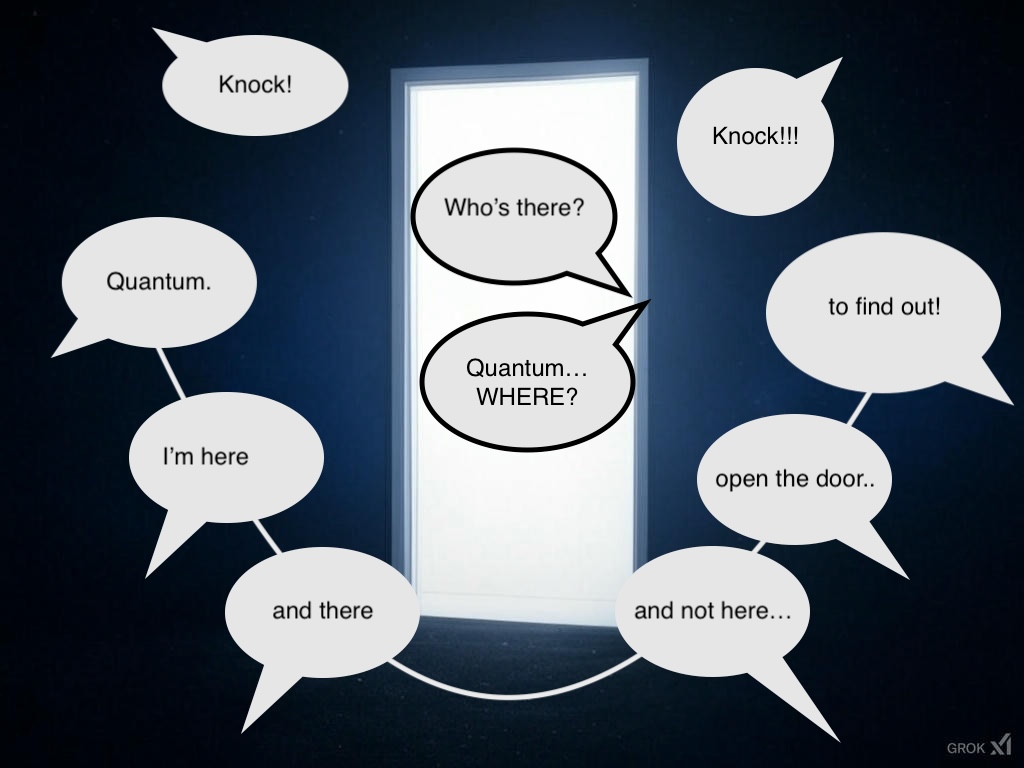 Knock!
Knock!!!
Who’s there?
Quantum.
Quantum…
WHERE?
I’m here
and there
and not here…
open the door..
to find out!
GROK